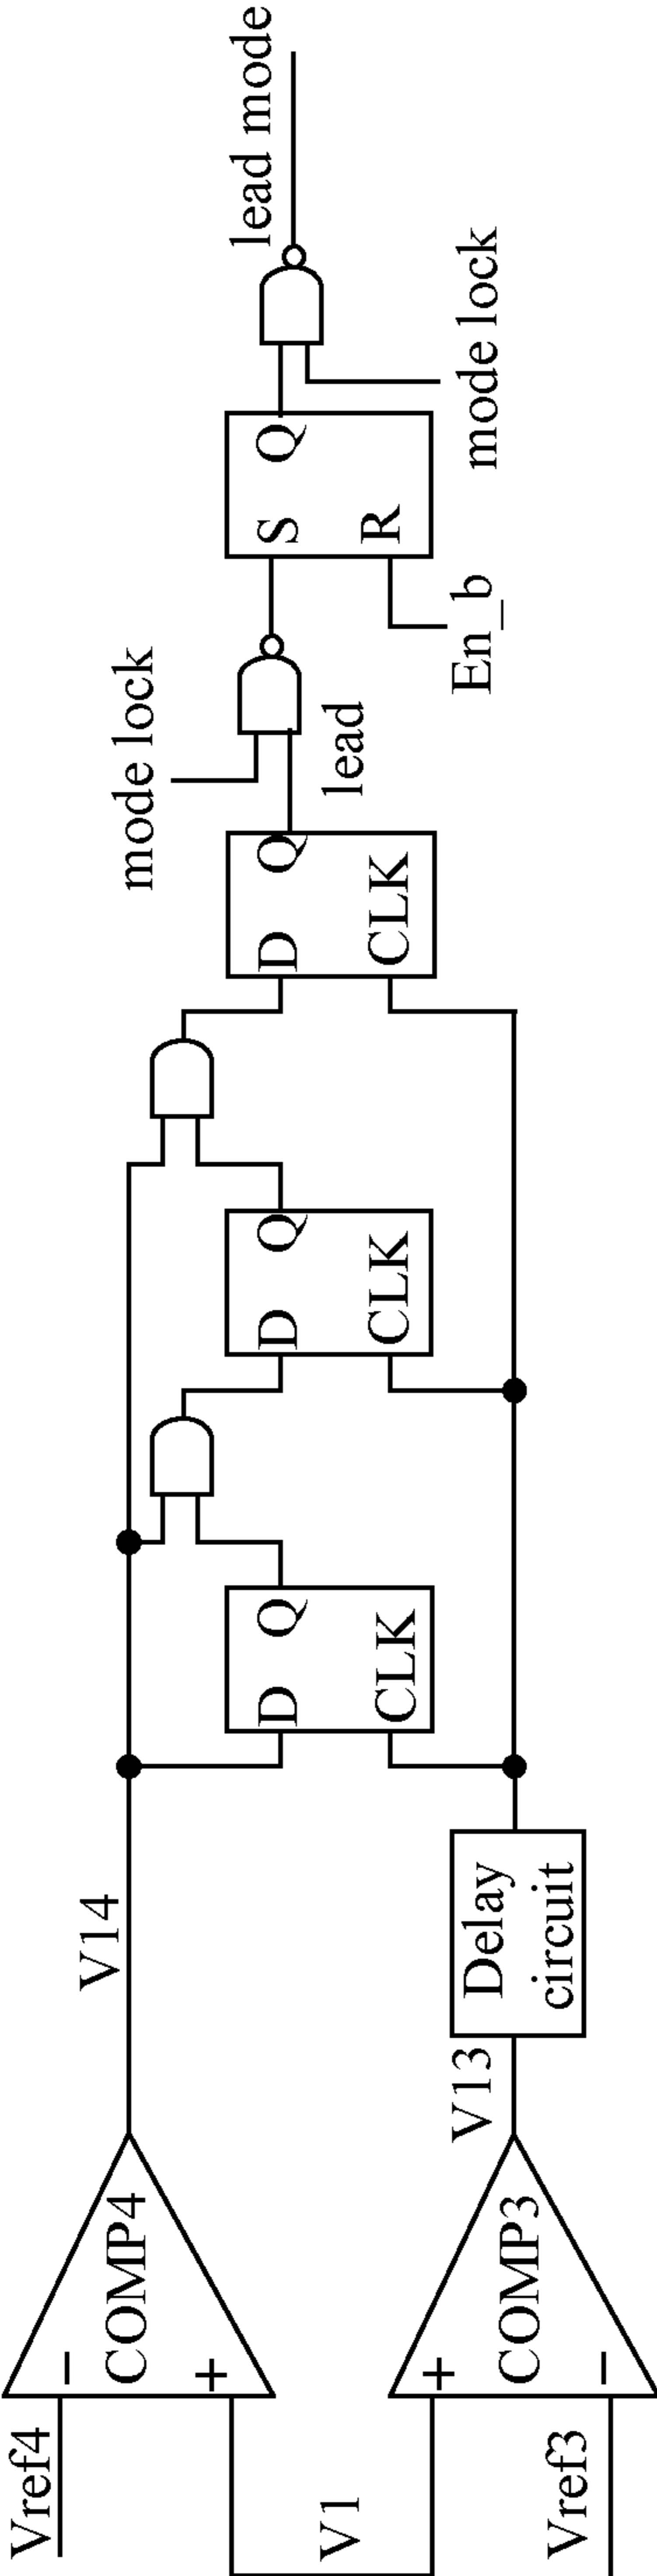 Vref4
−
COMP4
+
V1
+
COMP3
−
Vref3
V14
V13
Delay
circuit
D
Q
CLK
D
Q
CLK
D
Q
CLK
mode lock
lead
S
Q
R
En_b
mode lock
lead mode